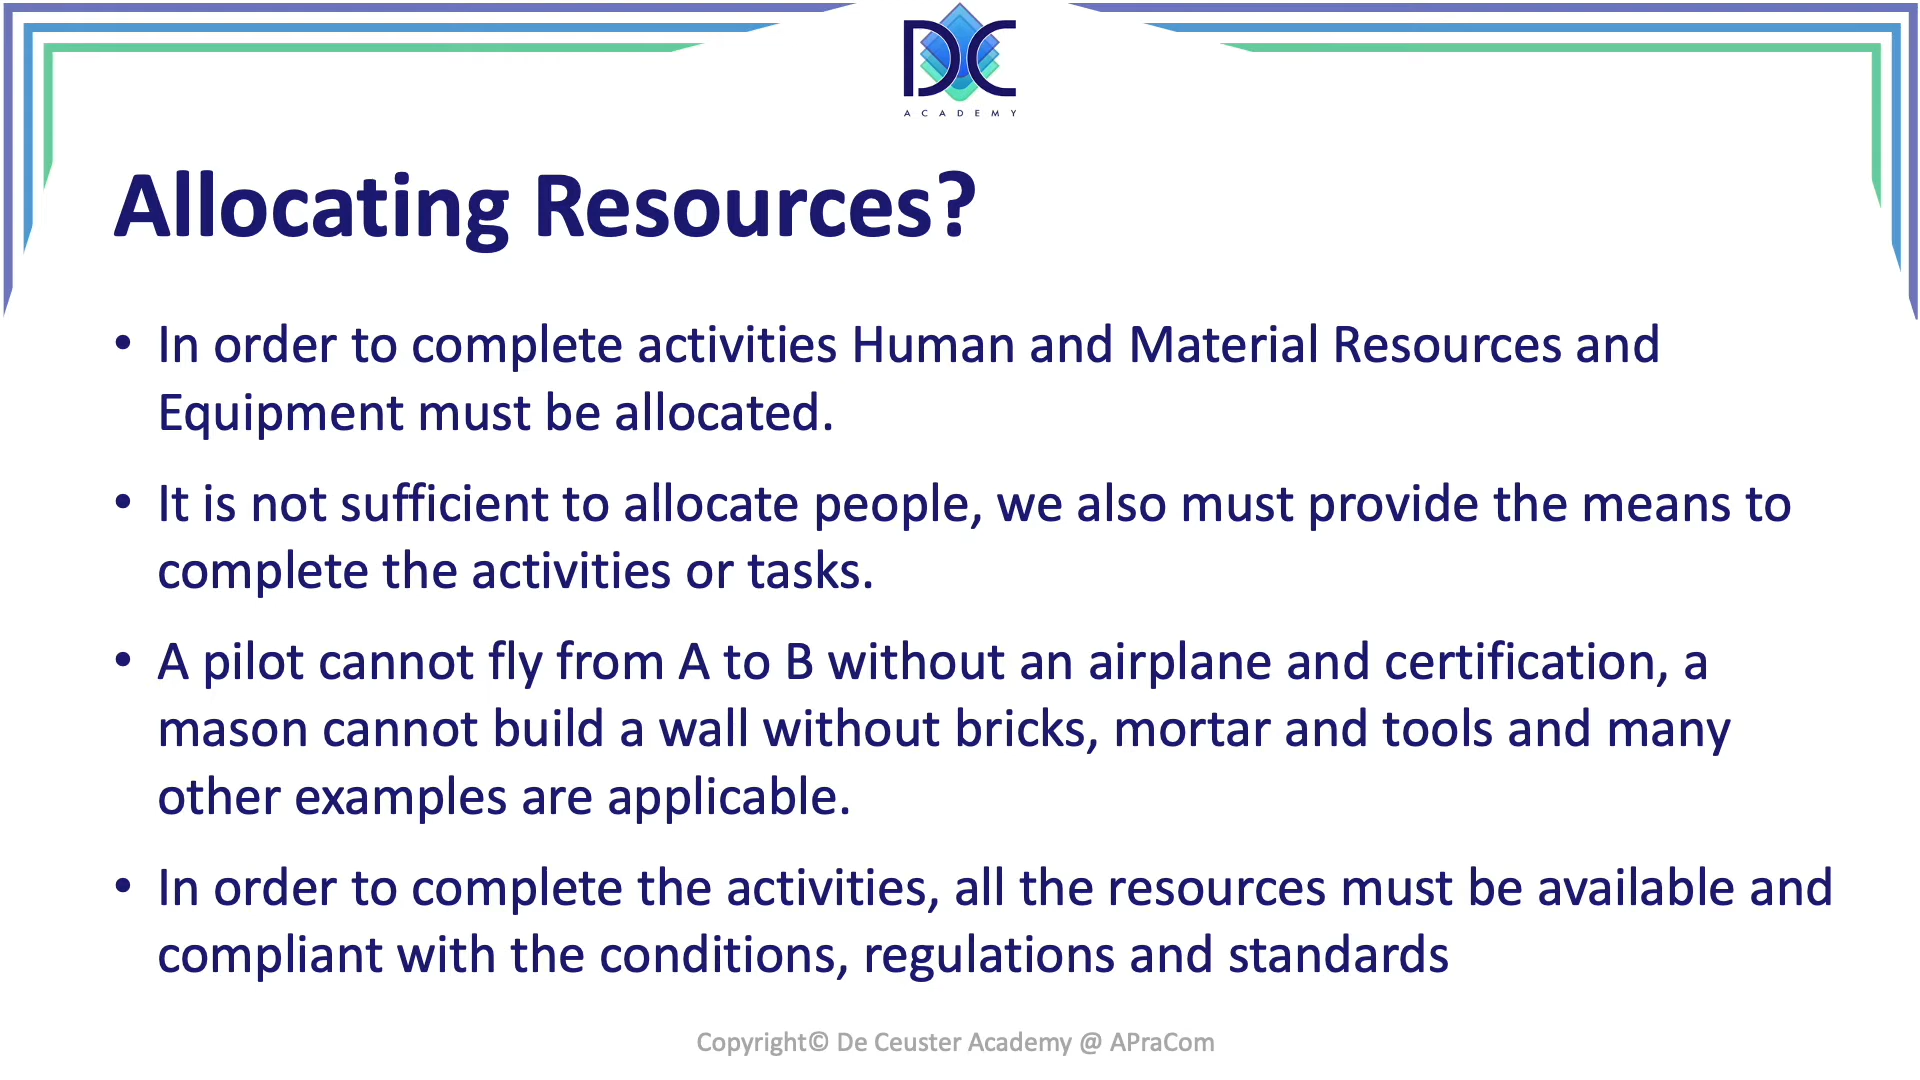 DC
ACADEMY
Allocating Resources?
• In order to complete activities Human and Material Resources and
Equipment must be allocated.
• It is not sufficient to allocate people, we also must provide the means to
complete the activities or tasks.
• A pilot cannot fly from A to B without an airplane and certification, a
mason cannot build a wall without bricks, mortar and tools and many
other examples are applicable.
• In order to complete the activities, all the resources must be available and
compliant with the conditions, regulations and standards
Copyright© De Ceuster Academy @ APraCom